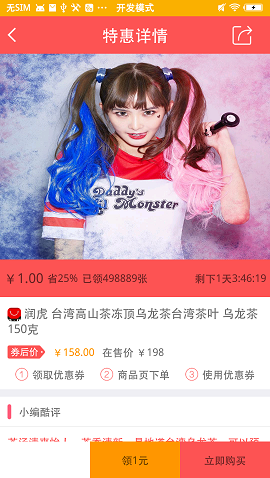 无SIM 开发模式
特惠详情
Daddy's
Lil Monster
￥1.00 省25% 已领498889张 剩下1天3:46:19
润虎 台湾高山茶冻顶乌龙茶台湾茶叶 乌龙茶
150克
券后价 ￥158.00 在售价 ￥198
① 领取优惠券 ② 商品页下单 ③ 使用优惠券
小编酷评
领1元 立即购买